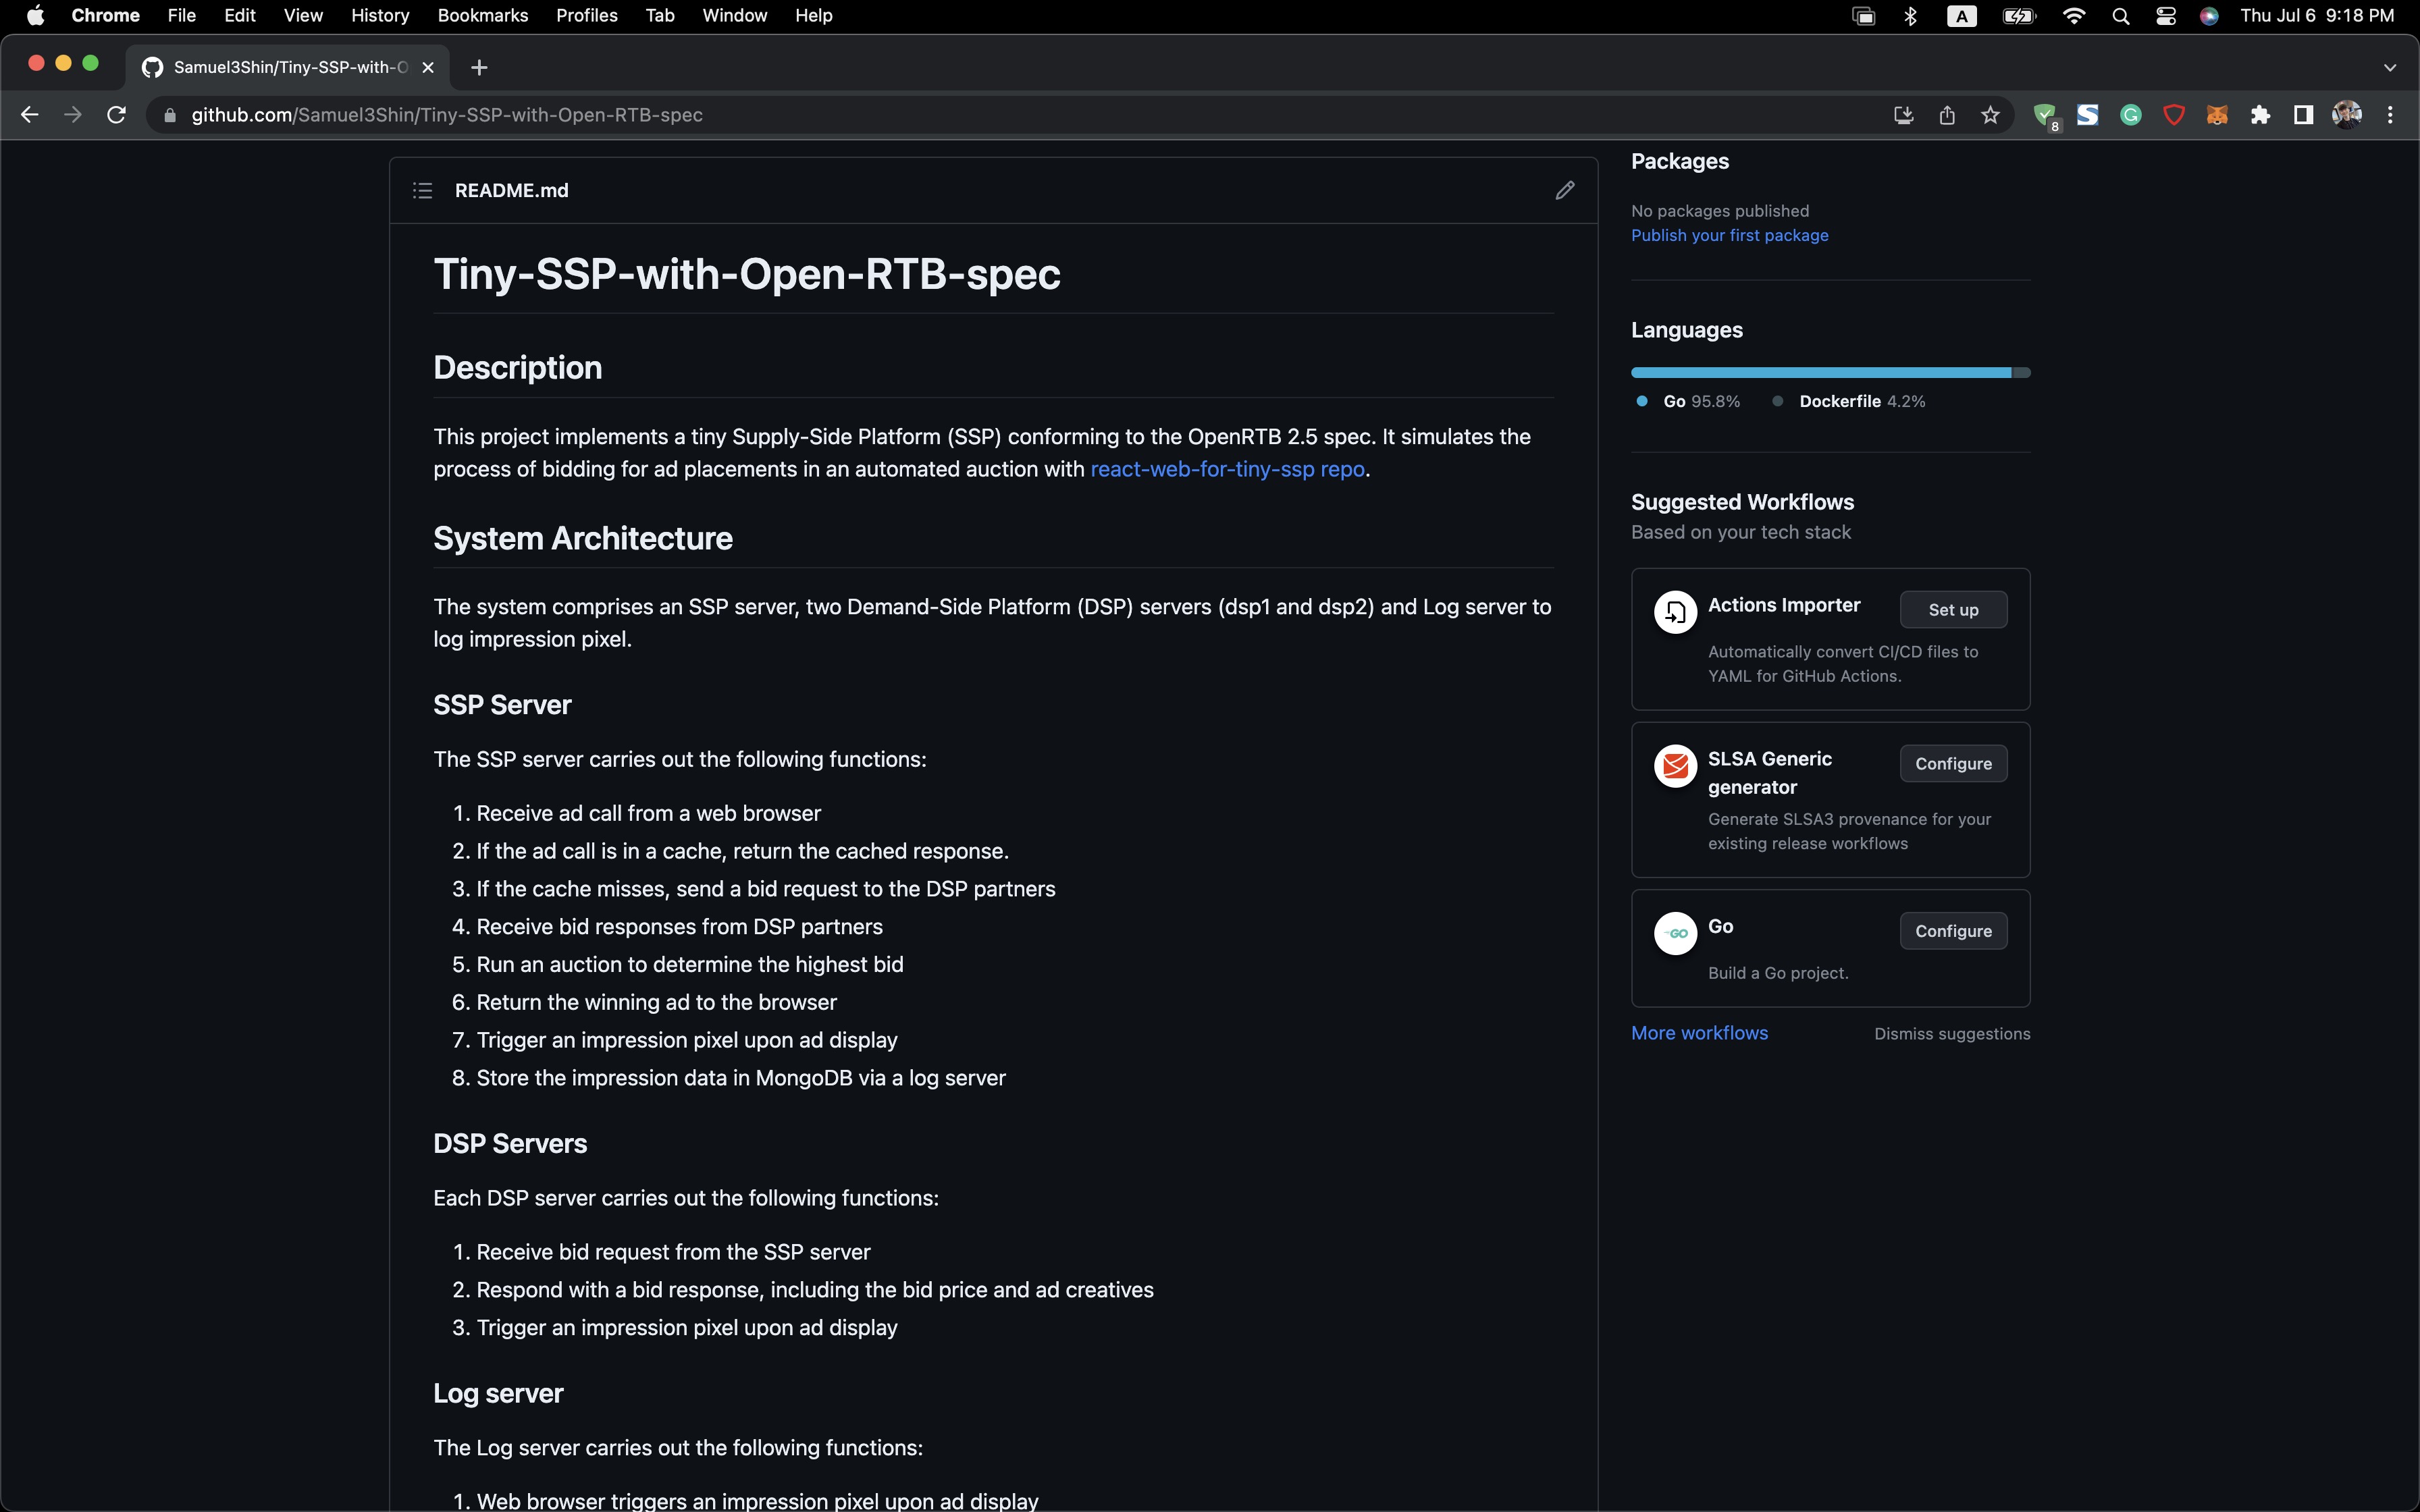 Chrome File Edit View History Bookmarks Profiles Tab Window Help
A
Thu Jul 6 9:18 PM
Samuel3Shin/Tiny-SSP-with-O
github.com/Samuel3Shin/Tiny-SSP-with-Open-RTB-spec
8
README.md
Tiny-SSP-with-Open-RTB-spec
Description
This project implements a tiny Supply-Side Platform (SSP) conforming to the OpenRTB 2.5 spec. It simulates the
process of bidding for ad placements in an automated auction with react-web-for-tiny-ssp repo.
System Architecture
The system comprises an SSP server, two Demand-Side Platform (DSP) servers (dsp1 and dsp2) and Log server to
log impression pixel.
SSP Server
The SSP server carries out the following functions:
1. Receive ad call from a web browser
2. If the ad call is in a cache, return the cached response.
3. If the cache misses, send a bid request to the DSP partners
4. Receive bid responses from DSP partners
5. Run an auction to determine the highest bid
6. Return the winning ad to the browser
7. Trigger an impression pixel upon ad display
8. Store the impression data in MongoDB via a log server
DSP Servers
Each DSP server carries out the following functions:
1. Receive bid request from the SSP server
2. Respond with a bid response, including the bid price and ad creatives
3. Trigger an impression pixel upon ad display
Log server
The Log server carries out the following functions:
1. Web browser triggers an impression pixel upon ad display
Packages
No packages published
Publish your first package
Languages
Go 95.8% Dockerfile 4.2%
Suggested Workflows
Based on your tech stack
Actions Importer
Set up
Automatically convert CI/CD files to
YAML for GitHub Actions.
SLSA Generic
generator
Configure
Generate SLSA3 provenance for your
existing release workflows
GO
Go
Configure
Build a Go project.
More workflows
Dismiss suggestions